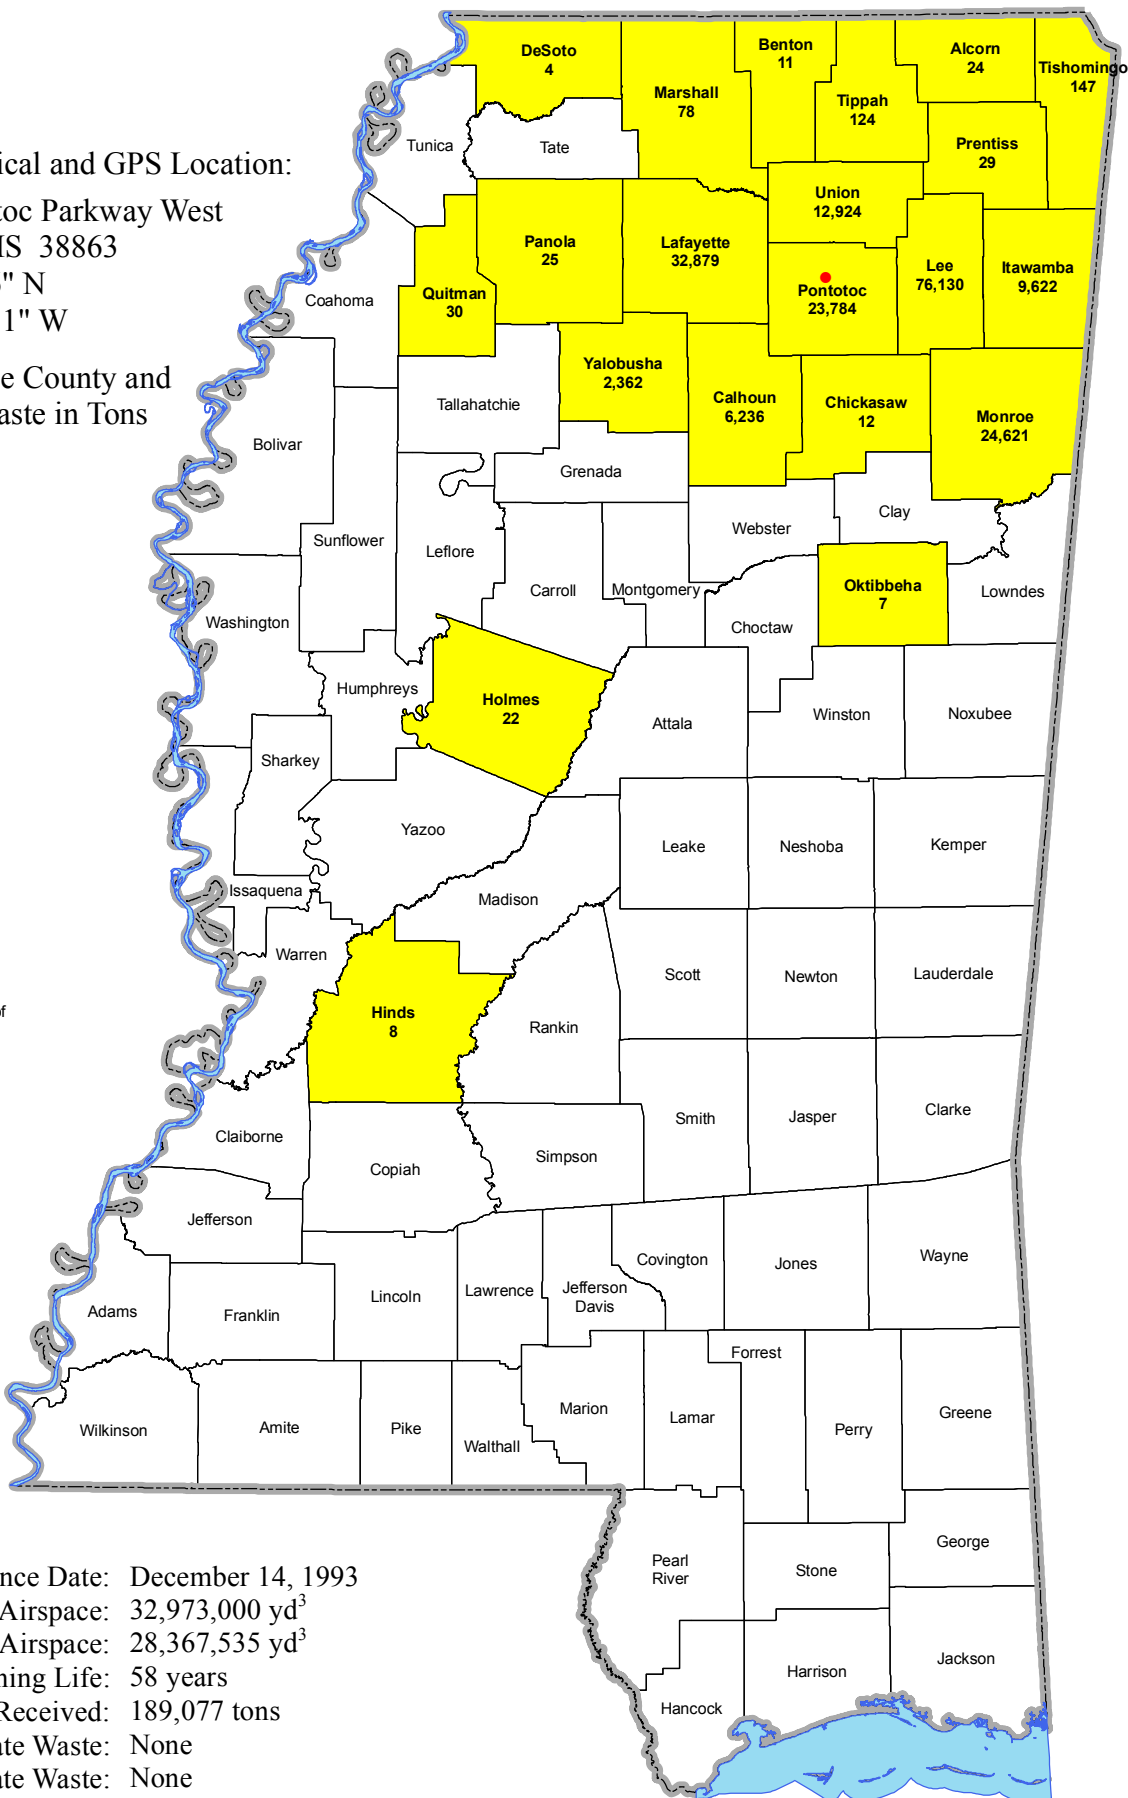 DeSoto
4
Benton
11
Alcorn
24
Tishomingo
147
Marshall
78
Tippah
124
Tunica
Tate
Prentiss
29
ical and GPS Location:
Union
12,924
toc Parkway West
IS 38863
" N
1" W
Panola
25
Lafayette
32,879
Lee
76,130
Itawamba
9,622
Coahoma
Quitman
30
Pontotoc
23,784
e County and
aste in Tons
Yalobusha
2,362
Calhoun
6,236
Chickasaw
12
Monroe
24,621
Tallahatchie
Bolivar
Grenada
Sunflower
Leflore
Webster
Clay
Carroll
Montgomery
Oktibbeha
7
Lowndes
Washington
Choctaw
Humphreys
Holmes
22
Attala
Winston
Noxubee
Sharkey
Yazoo
Leake
Neshoba
Kemper
Issaquena
Madison
Warren
Scott
Newton
Lauderdale
of
Hinds
8
Rankin
Claiborne
Smith
Jasper
Clarke
Copiah
Simpson
Jefferson
Covington
Jones
Wayne
Adams
Franklin
Lincoln
Lawrence
Jefferson
Davis
Forrest
Wilkinson
Amite
Pike
Walthall
Marion
Lamar
Perry
Greene
Pearl
River
Stone
George
Hancock
Harrison
Jackson
nce Date: December 14, 1993
Airspace: 32,973,000 yd³
Airspace: 28,367,535 yd³
ning Life: 58 years
Received: 189,077 tons
ate Waste: None
ate Waste: None